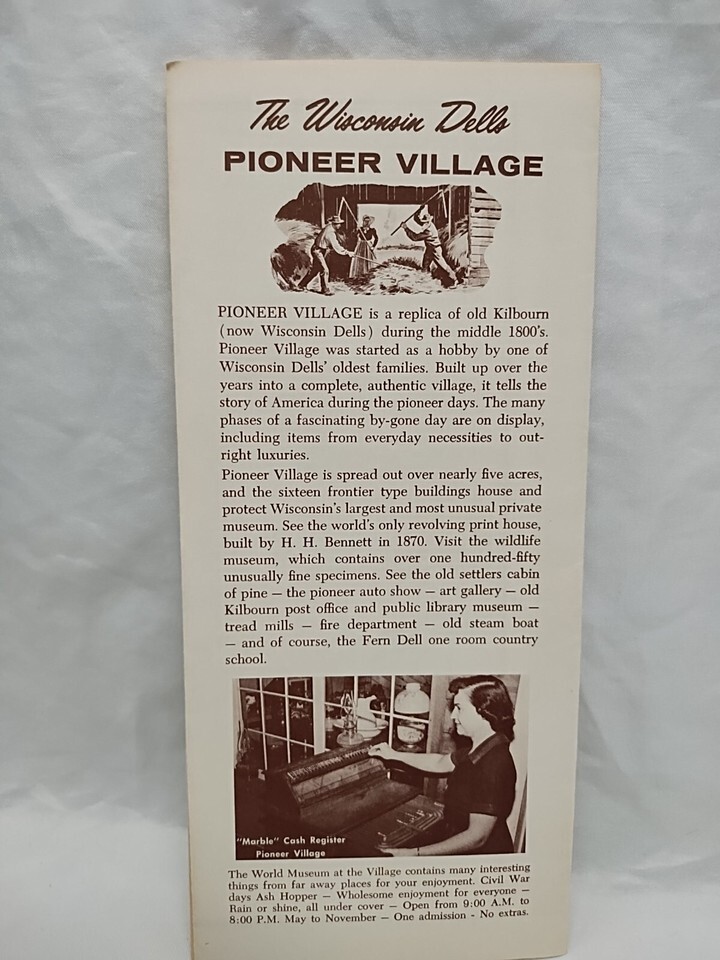 The Wisconsin Dells
PIONEER VILLAGE
PIONEER VILLAGE is a replica of old Kilbourn
(now Wisconsin Dells) during the middle 1800's.
Pioneer Village was started as a hobby by one of
Wisconsin Dells' oldest families. Built up over the
years into a complete, authentic village, it tells the
story of America during the pioneer days. The many
phases of a fascinating by-gone day are on display,
including items from everyday necessities to out-
right luxuries.
Pioneer Village is spread out over nearly five acres,
and the sixteen frontier type buildings house and
protect Wisconsin's largest and most unusual private
museum. See the world's only revolving print house,
built by H. H. Bennett in 1870. Visit the wildlife
museum, which contains over one hundred-fifty
unusually fine specimens. See the old settlers cabin
of pine — the pioneer auto show — art gallery — old
Kilbourn post office and public library museum —
tread mills — fire department — old steam boat
— and of course, the Fern Dell one room country
school.
"Marble" Cash Register
Pioneer Village
The World Museum at the Village contains many interesting
things from far away places for your enjoyment. Civil War
days Ash Hopper — Wholesome enjoyment for everyone —
Rain or shine, all under cover — Open from 9:00 A.M. to
8:00 P.M. May to November — One admission - No extras.